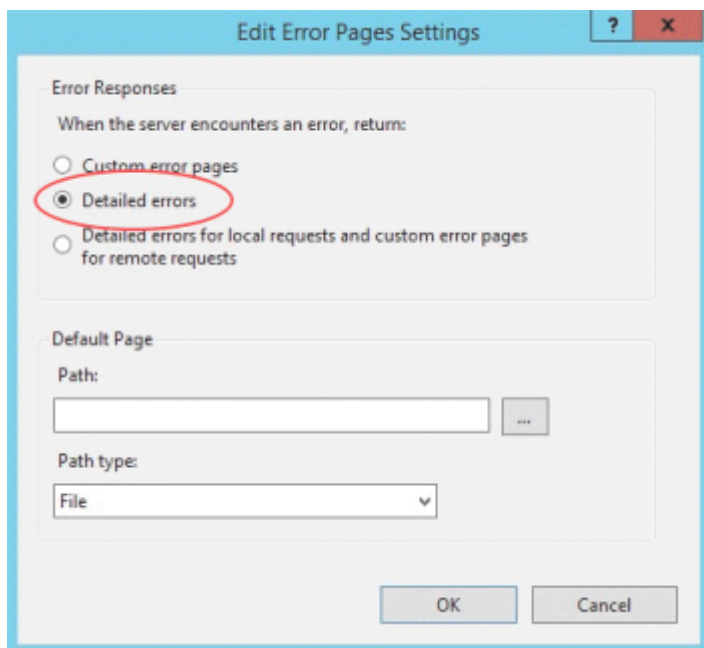 Edit Error Pages Settings
?
x
Error Responses
When the server encounters an error, return:
Custom error pages
Detailed errors
Detailed errors for local requests and custom error pages
for remote requests
Default Page
Path:
...
Path type:
File
OK
Cancel